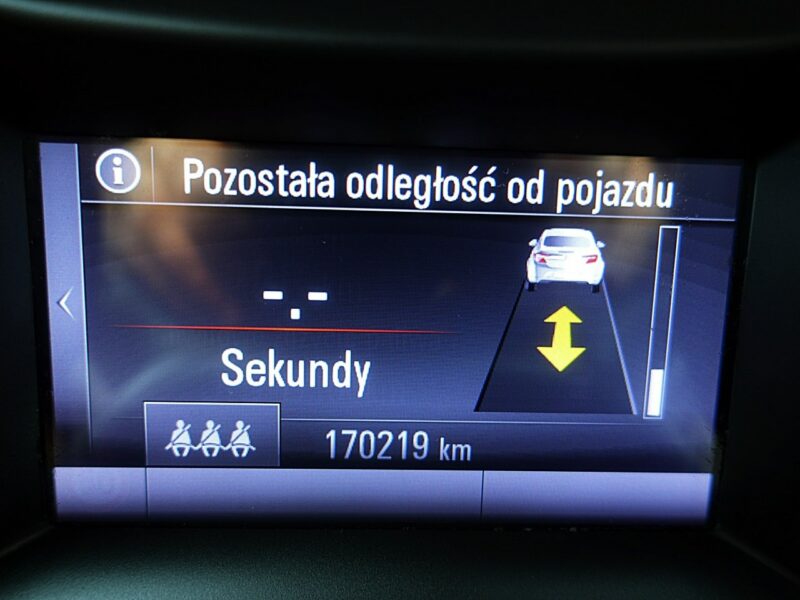 Pozostała odległość od pojazdu
-.-
Sekundy
170219 km